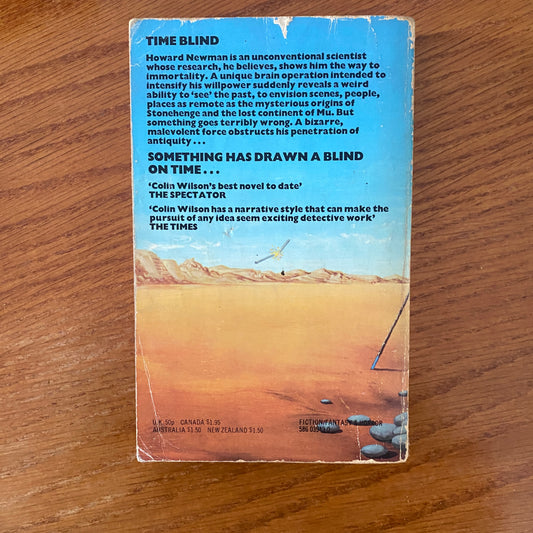 TIME BLIND
Howard Newman is an unconventional scientist
whose research, he believes, shows him the way to
immortality. A unique brain operation intended to
intensify his willpower suddenly reveals a weird
ability to ‘see’ the past, to envision scenes, people,
places as remote as the mysterious origins of
Stonehenge and the lost continent of Mu. But
something goes terribly wrong. A bizarre,
malevolent force obstructs his penetration of
antiquity...
SOMETHING HAS DRAWN A BLIND
ON TIME...
‘Colin Wilson’s best novel to date’
THE SPECTATOR
‘Colin Wilson has a narrative style that can make the
pursuit of any idea seem exciting detective work’
THE TIMES
U.K. 50p CANADA $1.95
AUSTRALIA $1.50 NEW ZEALAND $1.50
FICTION/FANTASY & HORROR
586